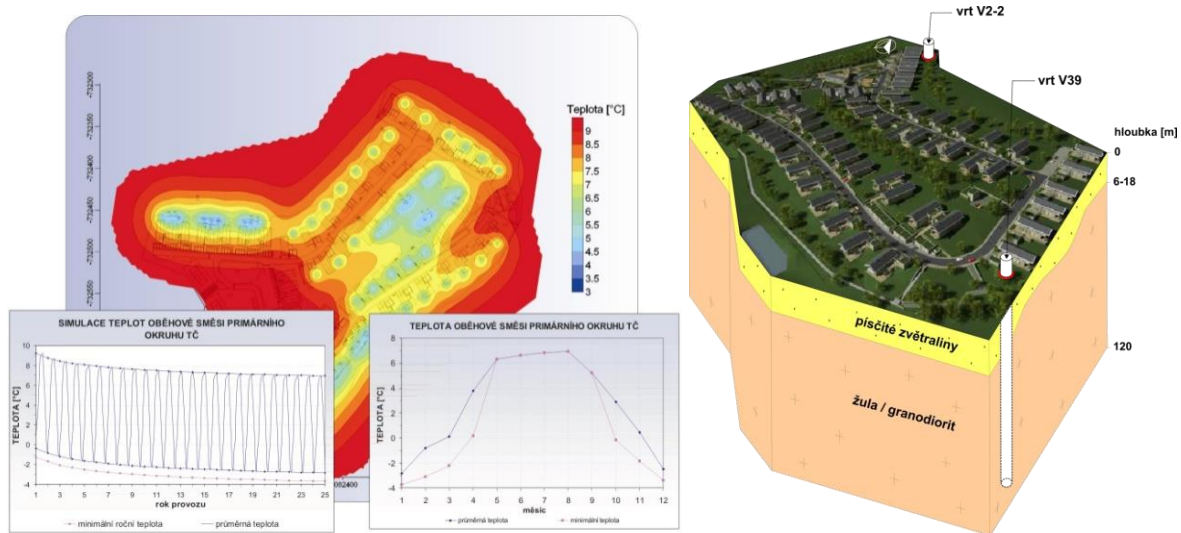 Teplota [°C]
9
8.5
8
7.5
7
6.5
6
5.5
5
4.5
4
3.5
3
-732300
-732350
-732400
-732450
-732500
-732550
SIMULACE TEPLOT OBĚHOVÉ SMĚSI PRIMÁRNÍHO
OKRUHU TČ
TEPLOTA [°C]
10
8
6
4
2
0
-2
-4
1 3 5 7 9 11 13 15 17 19 21 23 25
rok provozu
minimální roční teplota průměrná teplota
TEPLOTA OBĚHOVÉ SMĚSI PRIMÁRNÍHO OKRUHU TČ
TEPLOTA [°C]
8
6
4
2
0
-2
-4
1 2 3 4 5 6 7 8 9 10 11 12
měsíc
průměrná teplota minimální teplota
vrt V2-2
vrt V39
hloubka [m]
0
6-18
120
písčité zvětraliny
žula / granodiorit